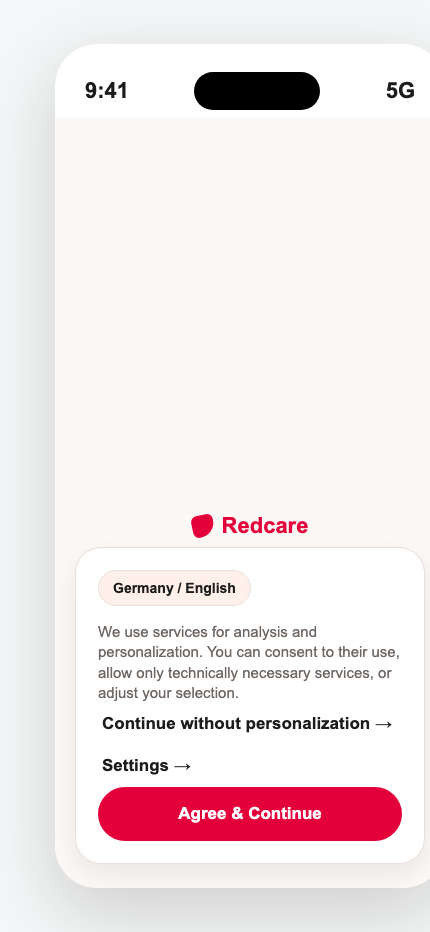 9:41
5G
Redcare
Germany / English
We use services for analysis and
personalization. You can consent to their use,
allow only technically necessary services, or
adjust your selection.
Continue without personalization →
Settings →
Agree & Continue